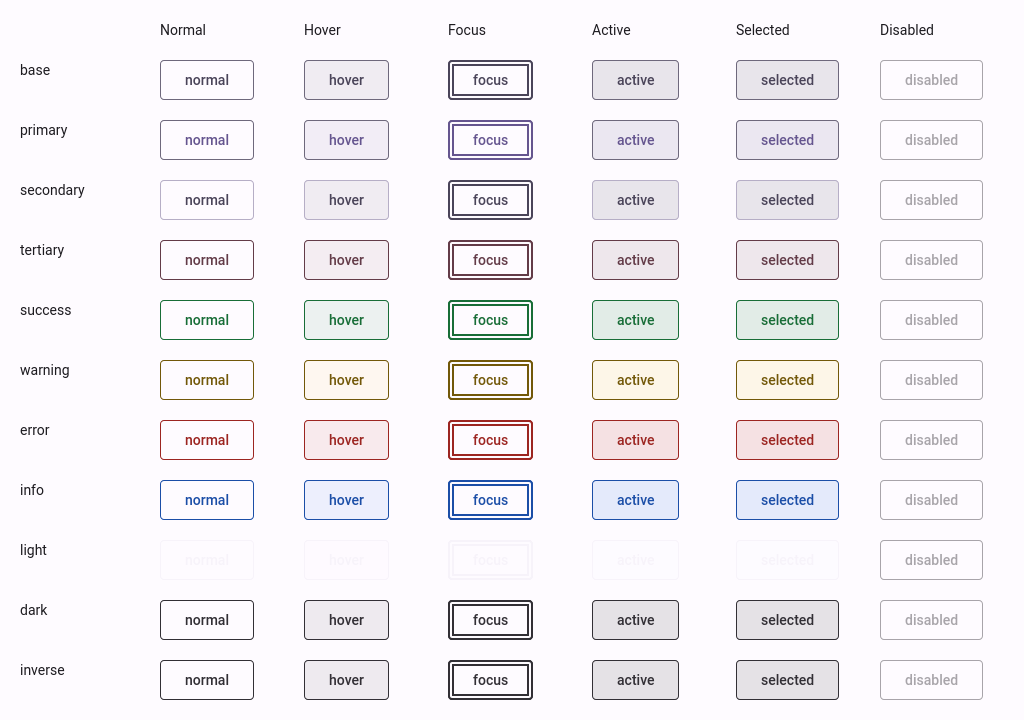 Normal Hover Focus Active Selected Disabled
base normal hover focus active selected disabled
primary normal hover focus active selected disabled
secondary normal hover focus active selected disabled
tertiary normal hover focus active selected disabled
success normal hover focus active selected disabled
warning normal hover focus active selected disabled
error normal hover focus active selected disabled
info normal hover focus active selected disabled
light normal hover focus active selected disabled
dark normal hover focus active selected disabled
inverse normal hover focus active selected disabled